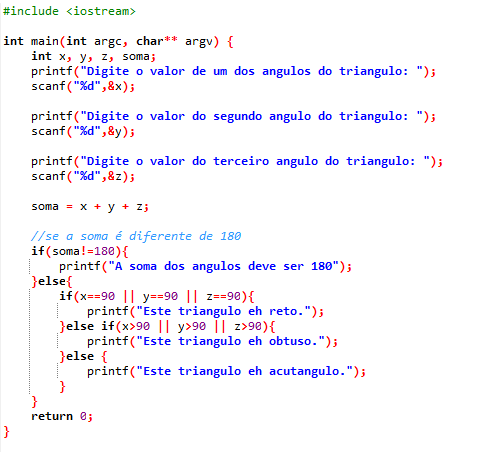 #include <iostream>

int main(int argc, char** argv) {
    int x, y, z, soma;
    printf("Digite o valor de um dos angulos do triangulo: ");
    scanf("%d",&x);

    printf("Digite o valor do segundo angulo do triangulo: ");
    scanf("%d",&y);

    printf("Digite o valor do terceiro angulo do triangulo: ");
    scanf("%d",&z);

    soma = x + y + z;

    //se a soma é diferente de 180
    if(soma!=180){
        printf("A soma dos angulos deve ser 180");
    }else{
        if(x==90 || y==90 || z==90){
            printf("Este triangulo eh reto.");
        }else if(x>90 || y>90 || z>90){
            printf("Este triangulo eh obtuso.");
        }else {
            printf("Este triangulo eh acutangulo.");
        }
    }
    return 0;
}